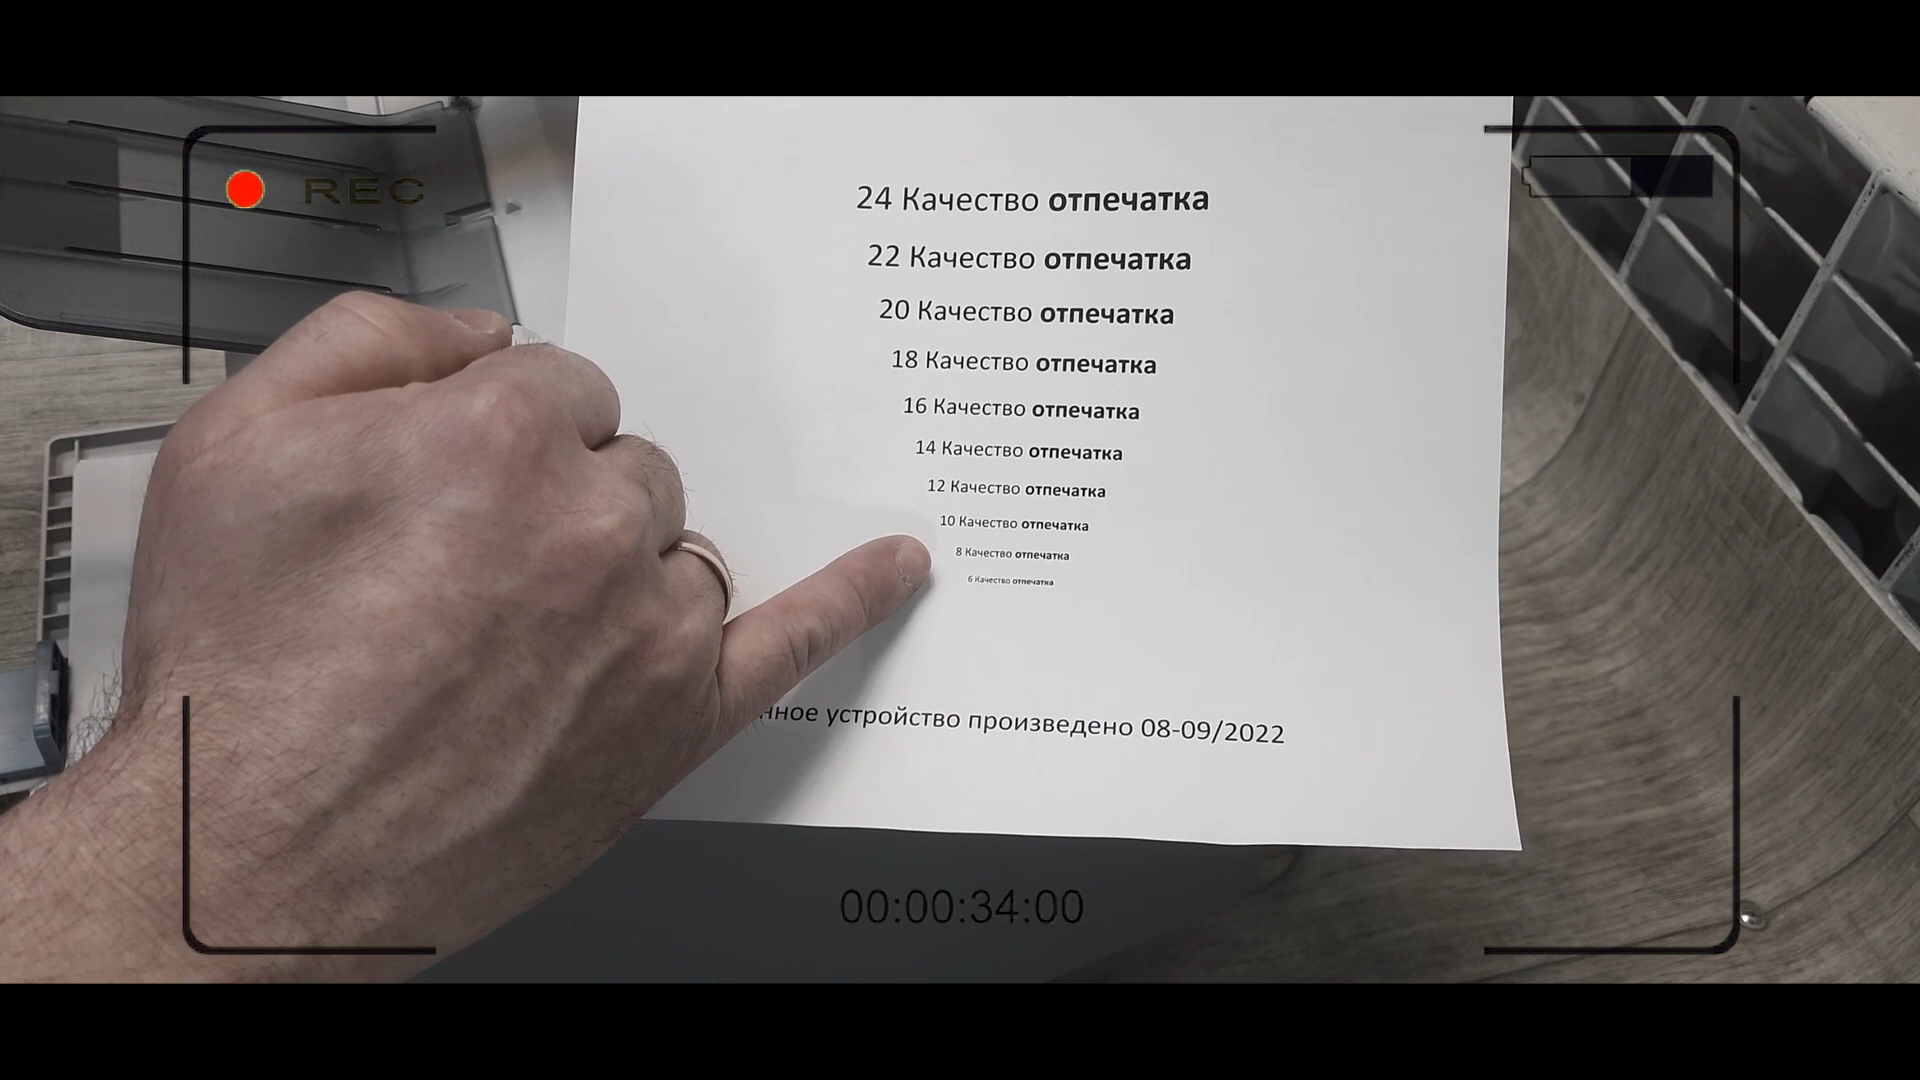 REC
24 Качество отпечатка
22 Качество отпечатка
20 Качество отпечатка
18 Качество отпечатка
16 Качество отпечатка
14 Качество отпечатка
12 Качество отпечатка
10 Качество отпечатка
8 Качество отпечатка
6 Качество отпечатка
устройство произведено 08-09/2022
00:00:34:00